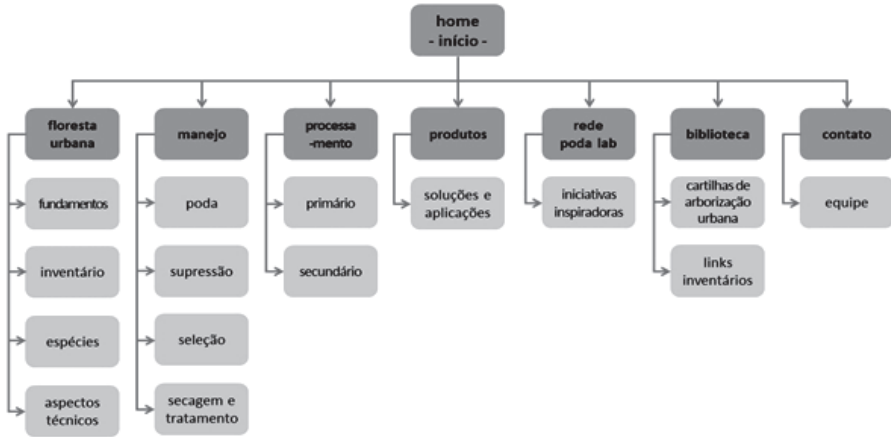 home
- início -
floresta
urbana
manejo
processa
-mento
produtos
rede
poda lab
biblioteca
contato
fundamentos
inventário
espécies
aspectos
técnicos
poda
supressão
seleção
secagem e
tratamento
primário
secundário
soluções e
aplicações
iniciativas
inspiradoras
cartilhas de
arborização
urbana
links
inventários
equipe